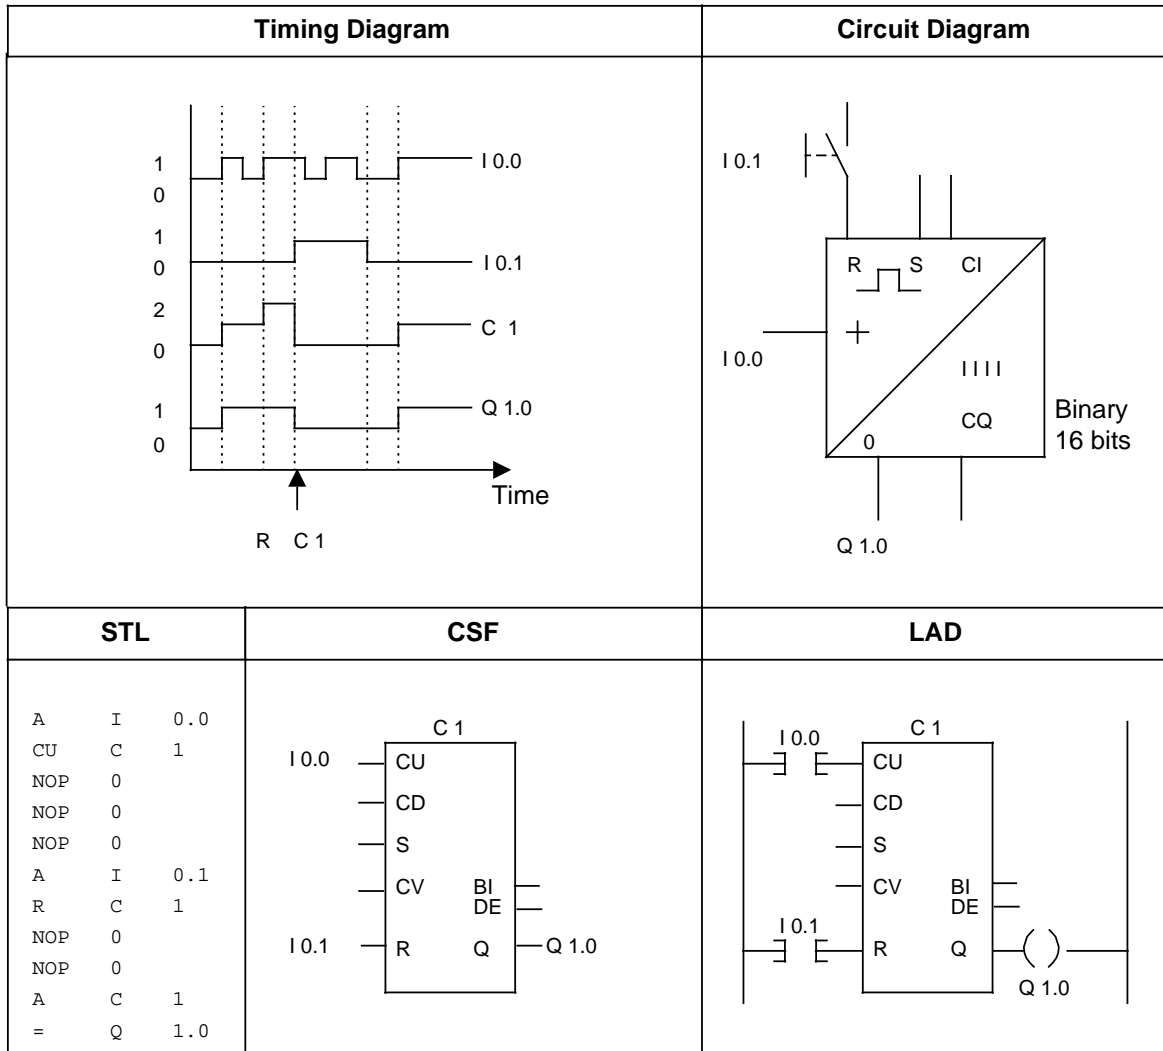 Timing Diagram
Circuit Diagram
1
0
I 0.0
1
0
I 0.1
2
0
C 1
1
0
Q 1.0
Time
R C 1
I 0.1
R S CI
I 0.0
+
I I I I
CQ
0
Binary
16 bits
Q 1.0
STL
CSF
LAD
A I 0.0
CU C 1
NOP 0
NOP 0
NOP 0
A I 0.1
R C 1
NOP 0
NOP 0
A C 1
= Q 1.0
C 1
I 0.0 CU
CD
S
CV BI
DE
I 0.1 R Q Q 1.0
C 1
I 0.0
CU
CD
S
CV BI
DE
I 0.1
R Q
Q 1.0